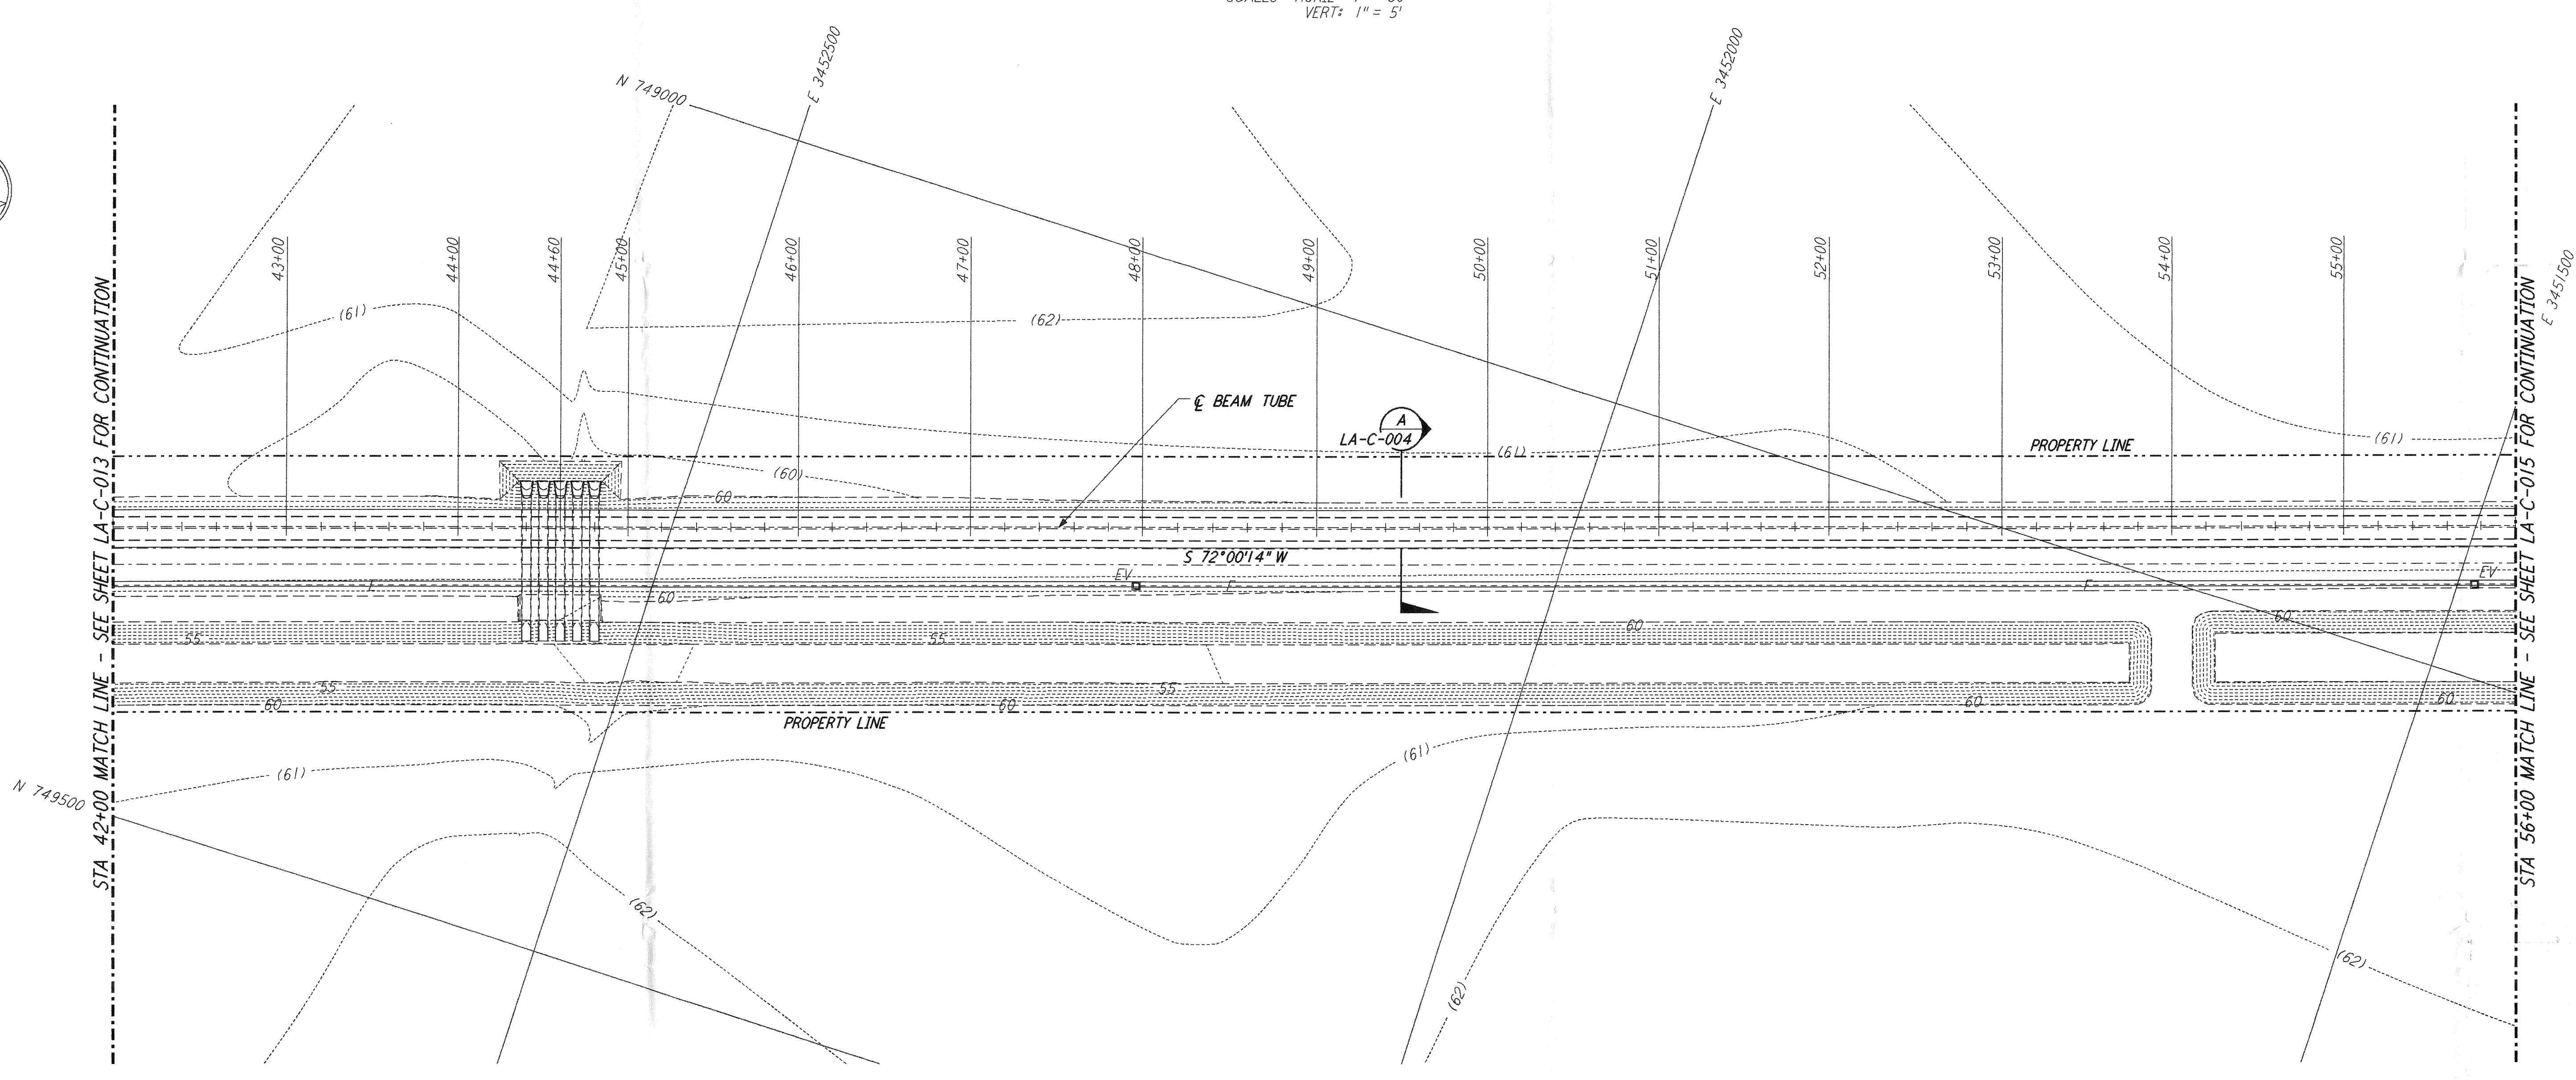 VERT: 1" = 5'
N 749000
E 3452500
E 3452000
E 3451500
43+00
44+00
44+60
45+00
46+00
47+00
48+00
49+00
50+00
51+00
52+00
53+00
54+00
55+00
STA 42+00 MATCH LINE - SEE SHEET LA-C-013 FOR CONTINUATION
STA 56+00 MATCH LINE - SEE SHEET LA-C-015 FOR CONTINUATION
(61)
(62)
℄ BEAM TUBE
A
LA-C-004
(61)
PROPERTY LINE
(61)
(60)
60
S 72°00'14" W
EV
E
EV
60
55
55
60
60
55
55
60
60
60
60
PROPERTY LINE
(61)
(61)
N 749500
(62)
(62)
(62)